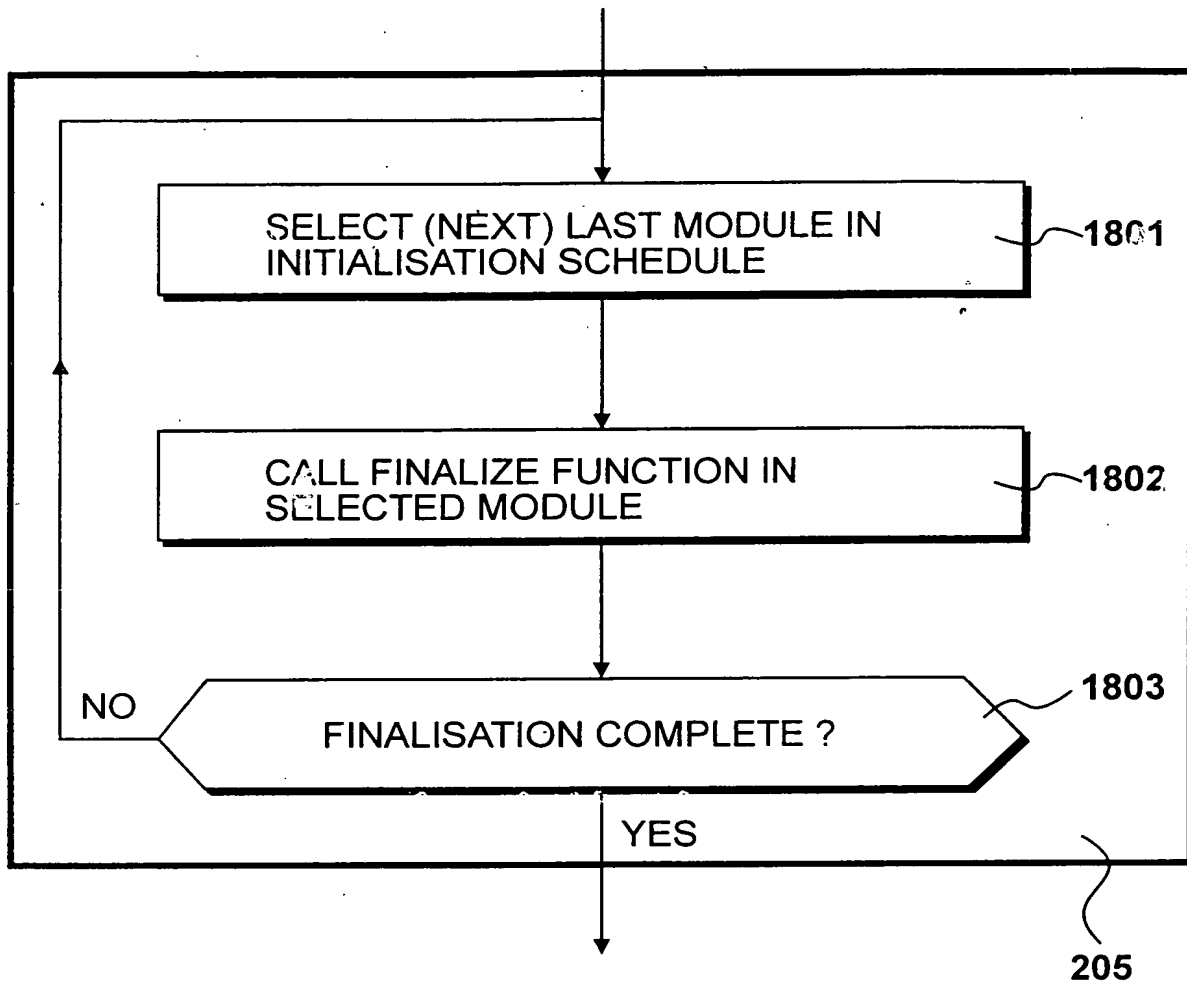 SELECT (NEXT) LAST MODULE IN
INITIALISATION SCHEDULE
1801
CALL FINALIZE FUNCTION IN
SELECTED MODULE
1802
1803
NO
FINALISATION COMPLETE ?
YES
205